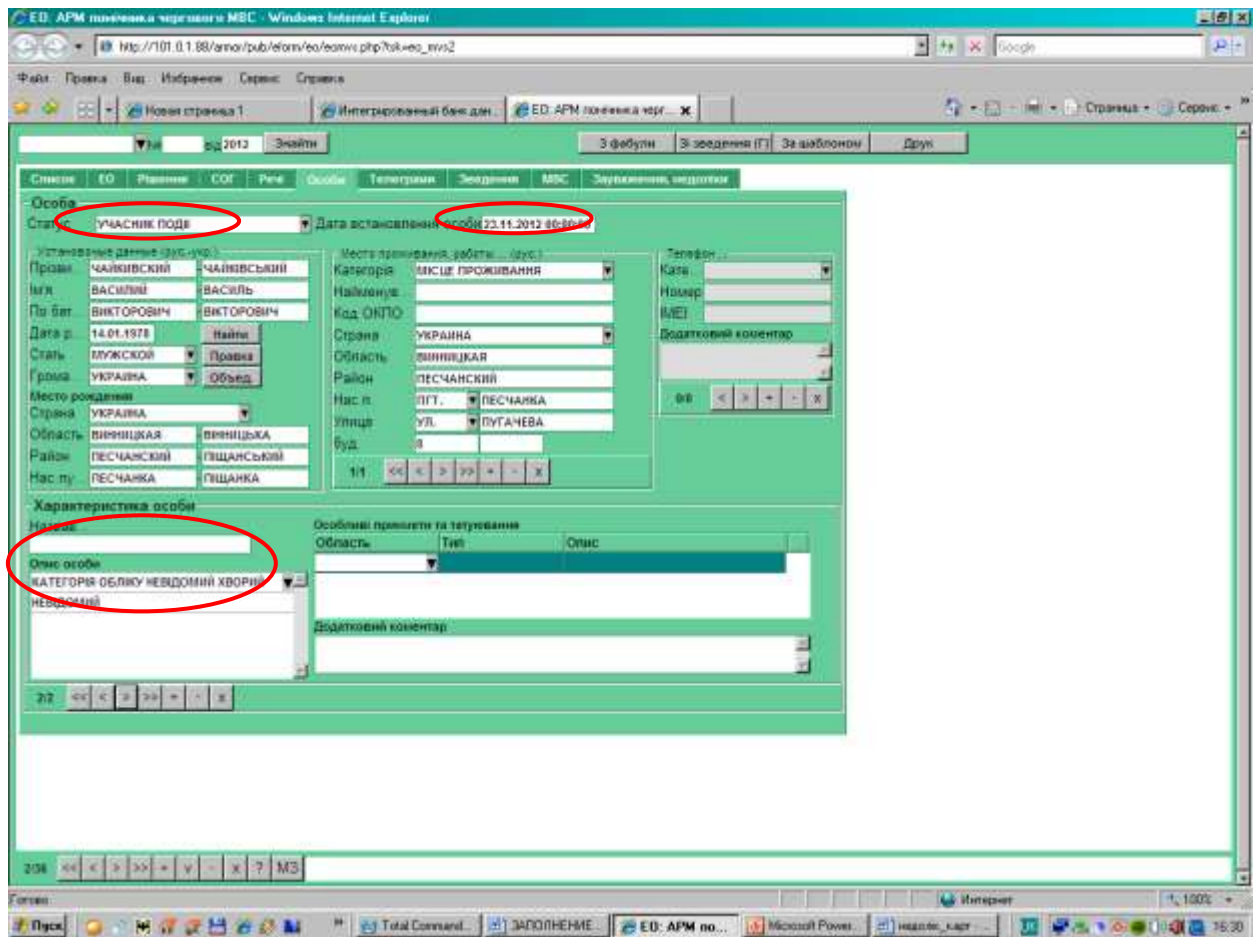 EO: АРМ помічника чергового МВС - Windows Internet Explorer
http://101.0.1.88/armor/pub/eform/eo/eomvs.php?tsk=eo_mvs2
Google
Файл Правка Вид Избранное Сервис Справка
Новая страница 1
Интегрированный банк дан...
EO: АРМ помічника черг...
Страница
Сервис
№ від 2012 Знайти
З фабули Зі зведення (Г) За шаблоном Друк
Список ЕО Рішення СОГ Речі Особи Телеграми Зведення МВС Зауваження, недоліки
Особа
Статус УЧАСНИК ПОДІЇ Дата встановлення особи 23.11.2012 00:00:00
Установочные данные (рус.-укр.)
Прізви... ЧАЙКИВСКИЙ ЧАЙКІВСЬКИЙ
Ім'я ВАСИЛИЙ ВАСИЛЬ
По бат... ВИКТОРОВИЧ ВІКТОРОВИЧ
Дата р... 14.01.1978 Найти
Стать МУЖСКОЙ Правка
Грома... УКРАИНА Объед.
Место рождения
Страна УКРАИНА
Область ВИННИЦКАЯ ВІННИЦЬКА
Район ПЕСЧАНСКИЙ ПІЩАНСЬКИЙ
Нас.пу... ПЕСЧАНКА ПІЩАНКА
Место проживания, работы ... (рус.)
Категорія МІСЦЕ ПРОЖИВАННЯ
Найменув...
Код ОКПО
Страна УКРАИНА
Область ВИННИЦКАЯ
Район ПЕСЧАНСКИЙ
Нас.п. ПГТ. ПЕСЧАНКА
Улица УЛ. ПУГАЧЕВА
буд. 8
1/1 << < > >> + - x
Телефон ...
Кате...
Номер
IMEI
Додатковий коментар
0/0 < > + - x
Характеристика особи
Опис особи
КАТЕГОРІЯ ОБЛІКУ НЕВІДОМИЙ ХВОРИЙ
НЕВІДОМИЙ
Особливі прикмети та татуювання
Область Тип Опис
Додатковий коментар
2/2 << < > >> + - x
2/36 << < > >> + v - x ? МЗ
Готово
Интернет
100%
Пуск
Total Command...
ЗАПОЛНЕНИЕ...
EO: АРМ по...
Microsoft Power...
16:30